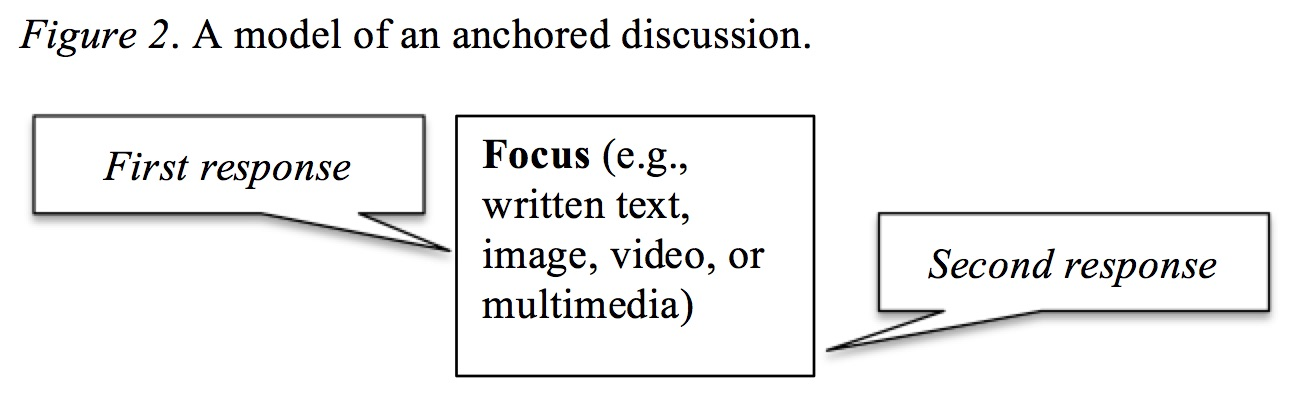 Figure 2. A model of an anchored discussion.
First response
Focus (e.g.,
written text,
image, video, or
multimedia)
Second response